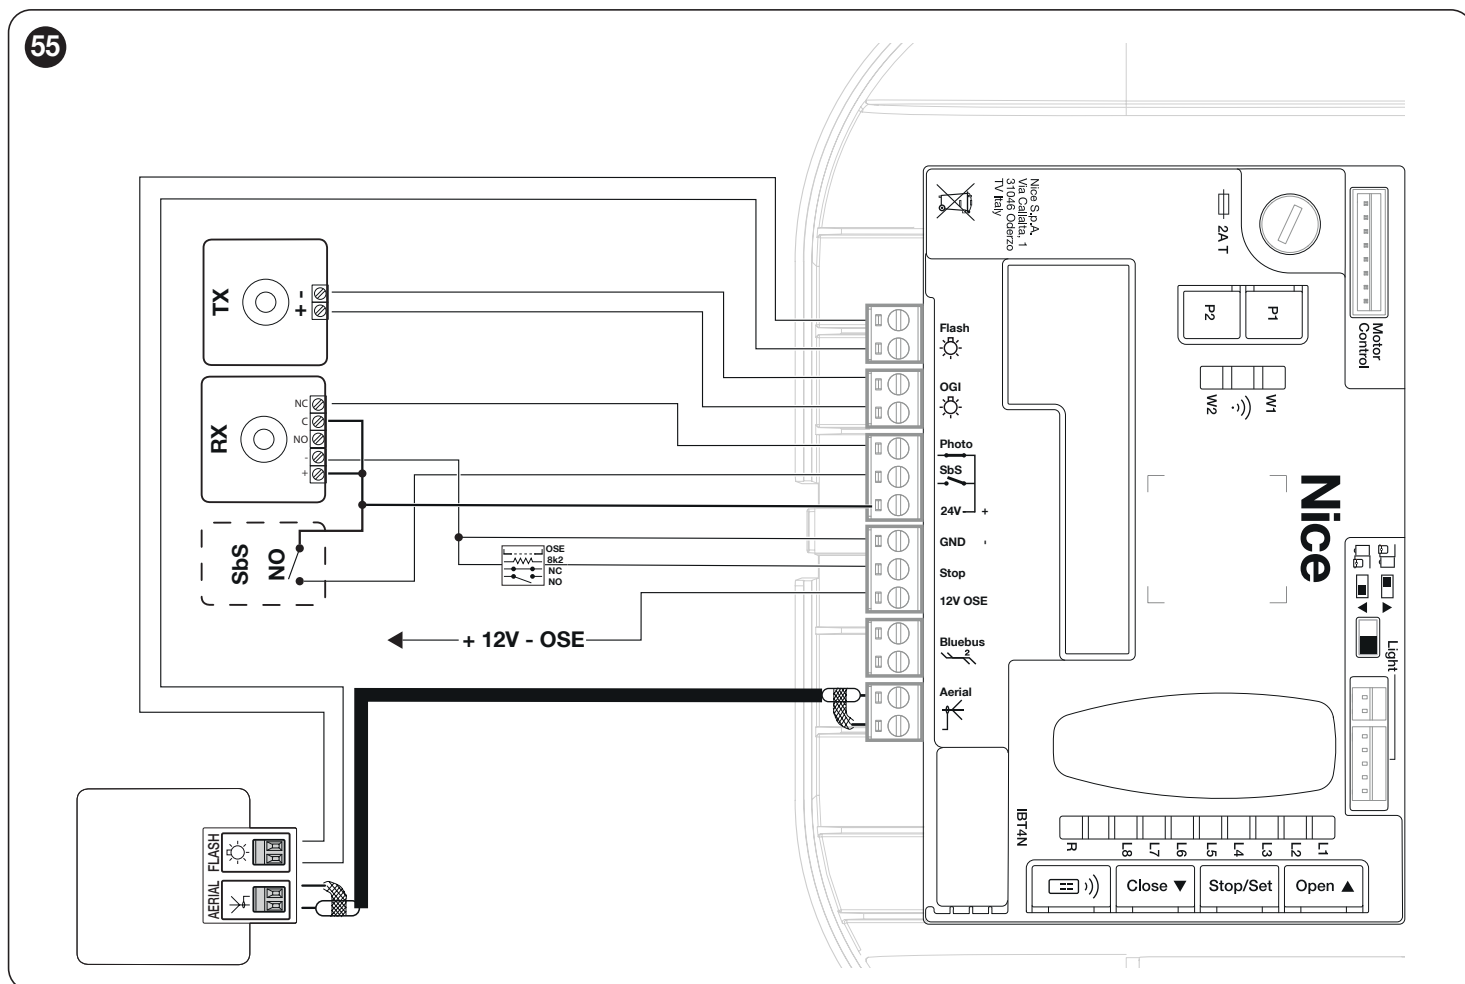 55
TX
-
+
RX
NC
C
NO
-
+
SbS
NO
OSE
8k2
NC
NO
+ 12V - OSE
FLASH
AERIAL
Nice S.p.A.
Via Callalta, 1
31046 Oderzo
TV Italy
2A T
Motor
Control
P2
P1
W2
W1
Flash
OGI
Photo
SbS
24V +
GND -
Stop
12V OSE
Bluebus
2
Aerial
Nice
Light
IBT4N
R
L8
L7
L6
L5
L4
L3
L2
L1
Close ▼
Stop/Set
Open ▲